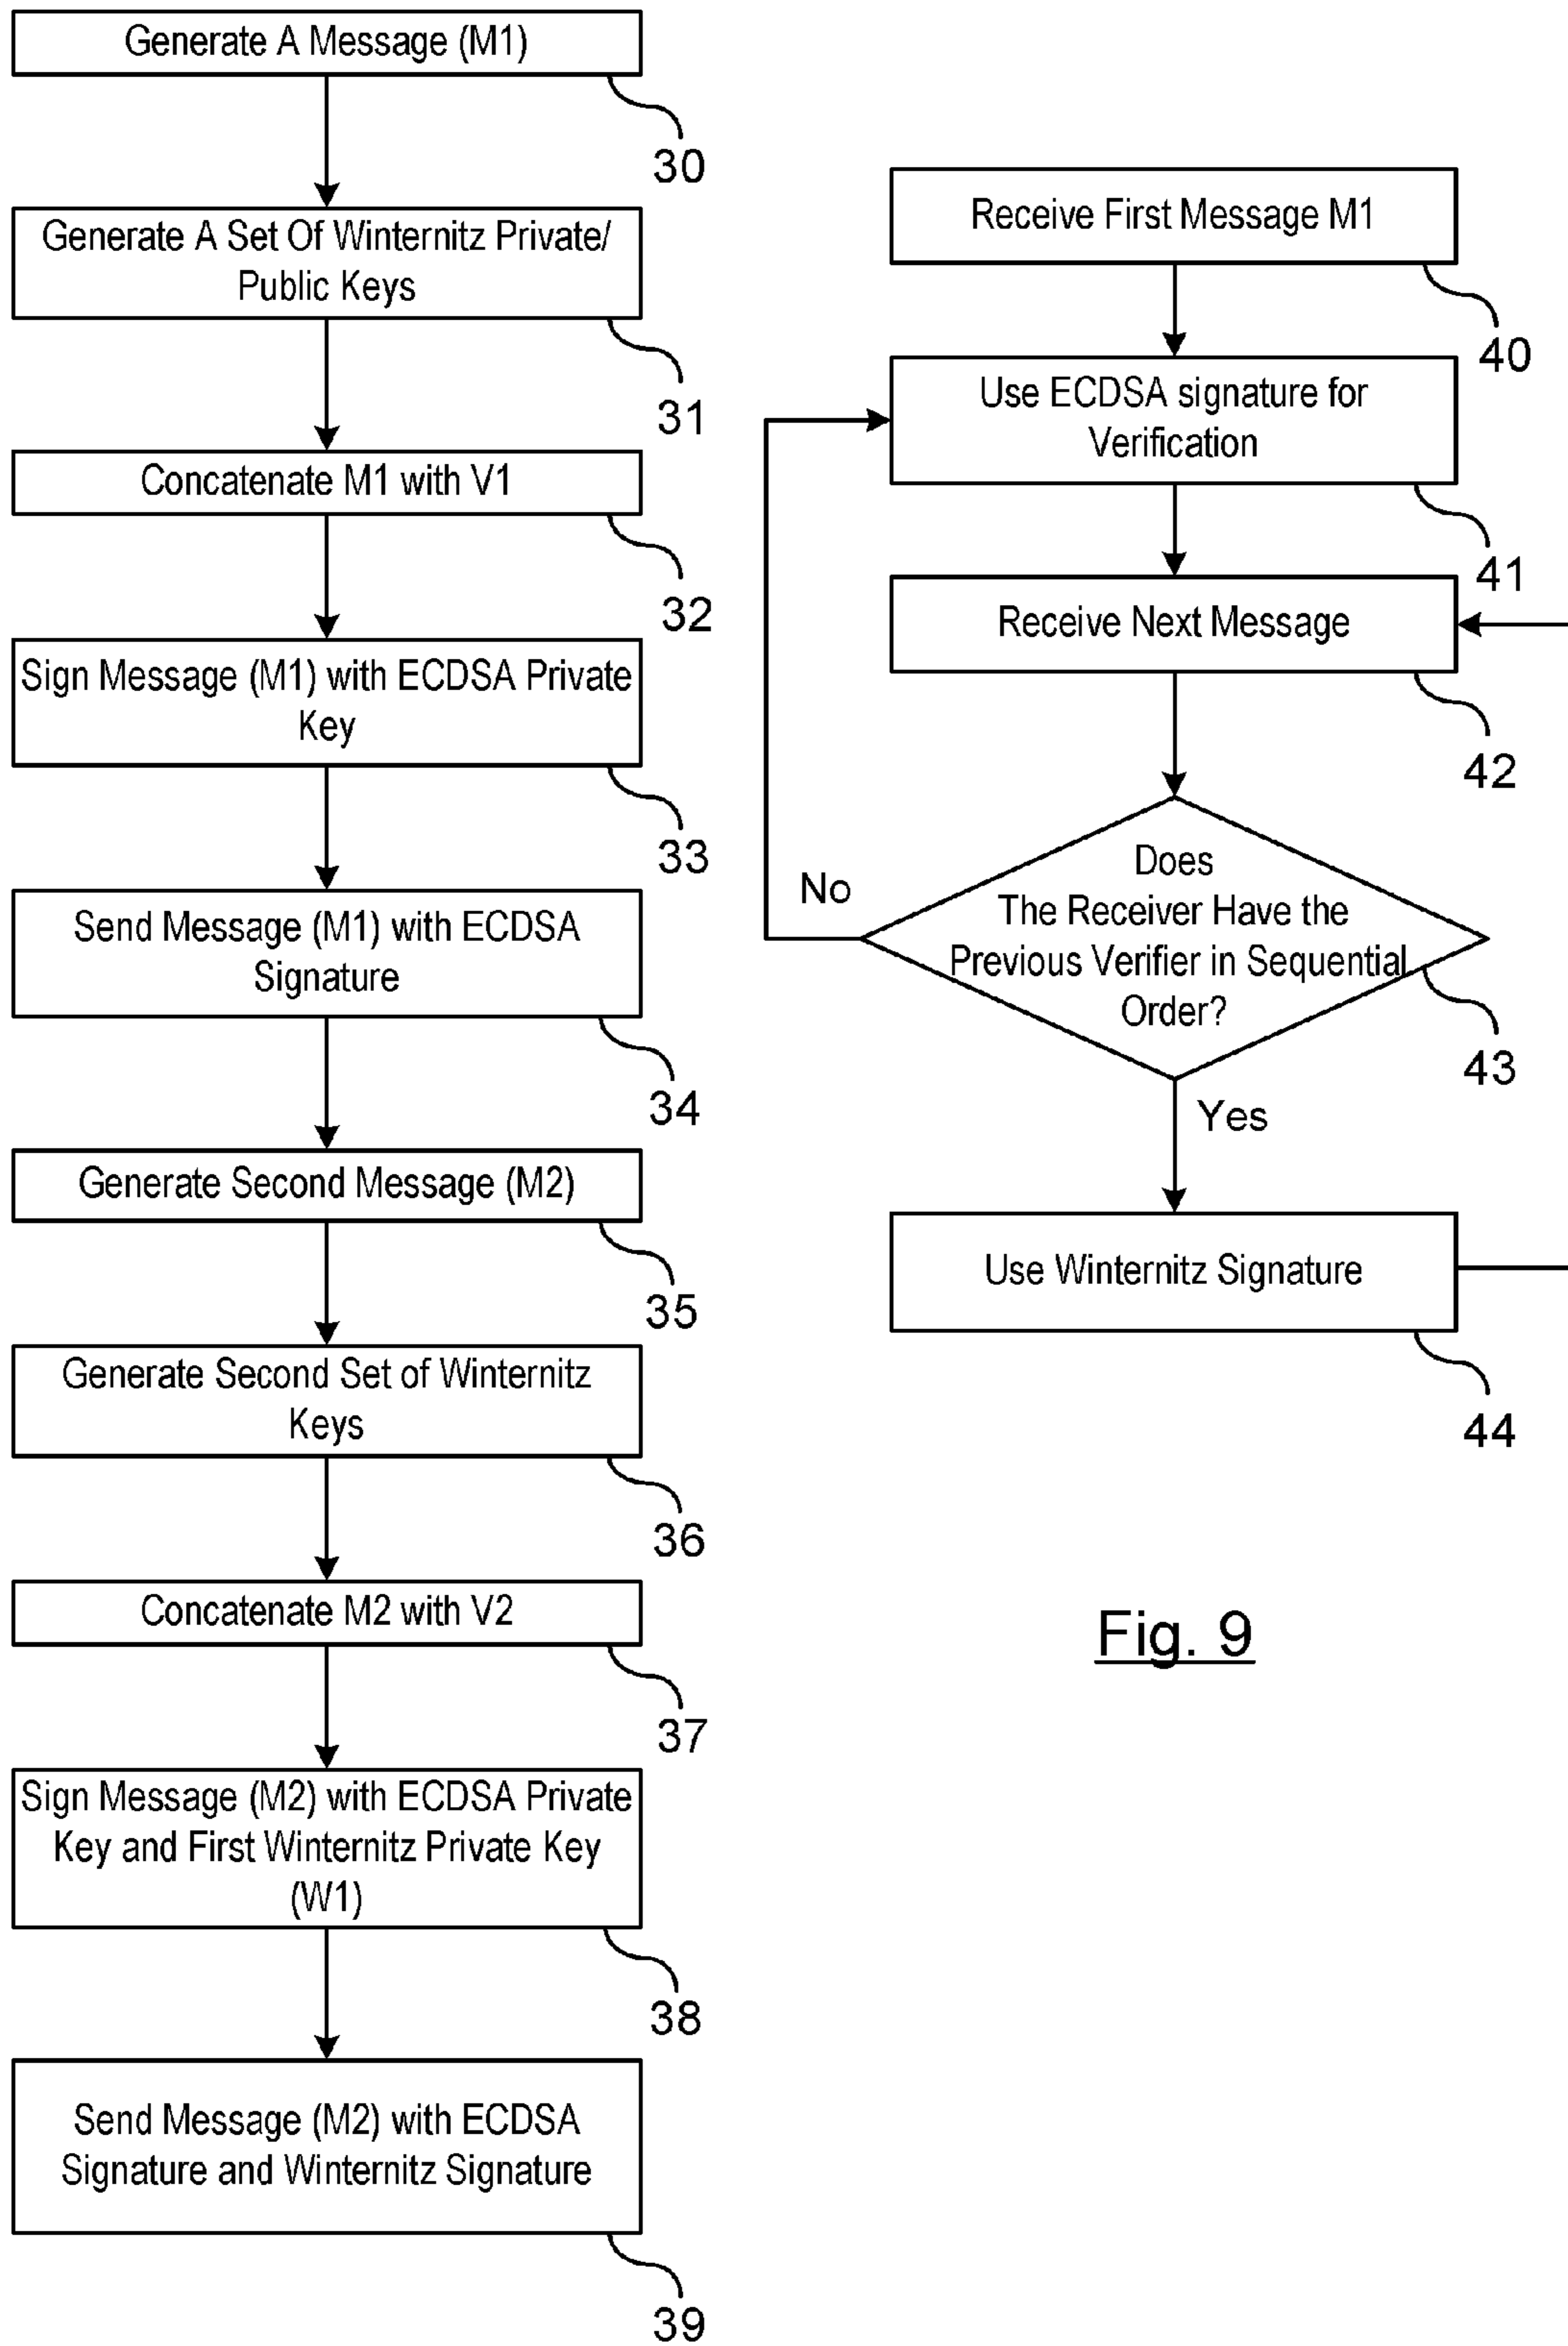 Generate A Message (M1)
30
Generate A Set Of Winternitz Private/
Public Keys
31
Concatenate M1 with V1
32
Sign Message (M1) with ECDSA Private
Key
33
Send Message (M1) with ECDSA
Signature
34
Generate Second Message (M2)
35
Generate Second Set of Winternitz
Keys
36
Concatenate M2 with V2
37
Sign Message (M2) with ECDSA Private
Key and First Winternitz Private Key
(W1)
38
Send Message (M2) with ECDSA
Signature and Winternitz Signature
39
Receive First Message M1
40
Use ECDSA signature for
Verification
41
Receive Next Message
42
Does
The Receiver Have the
Previous Verifier in Sequential
Order?
43
No
Yes
Use Winternitz Signature
44
Fig. 9